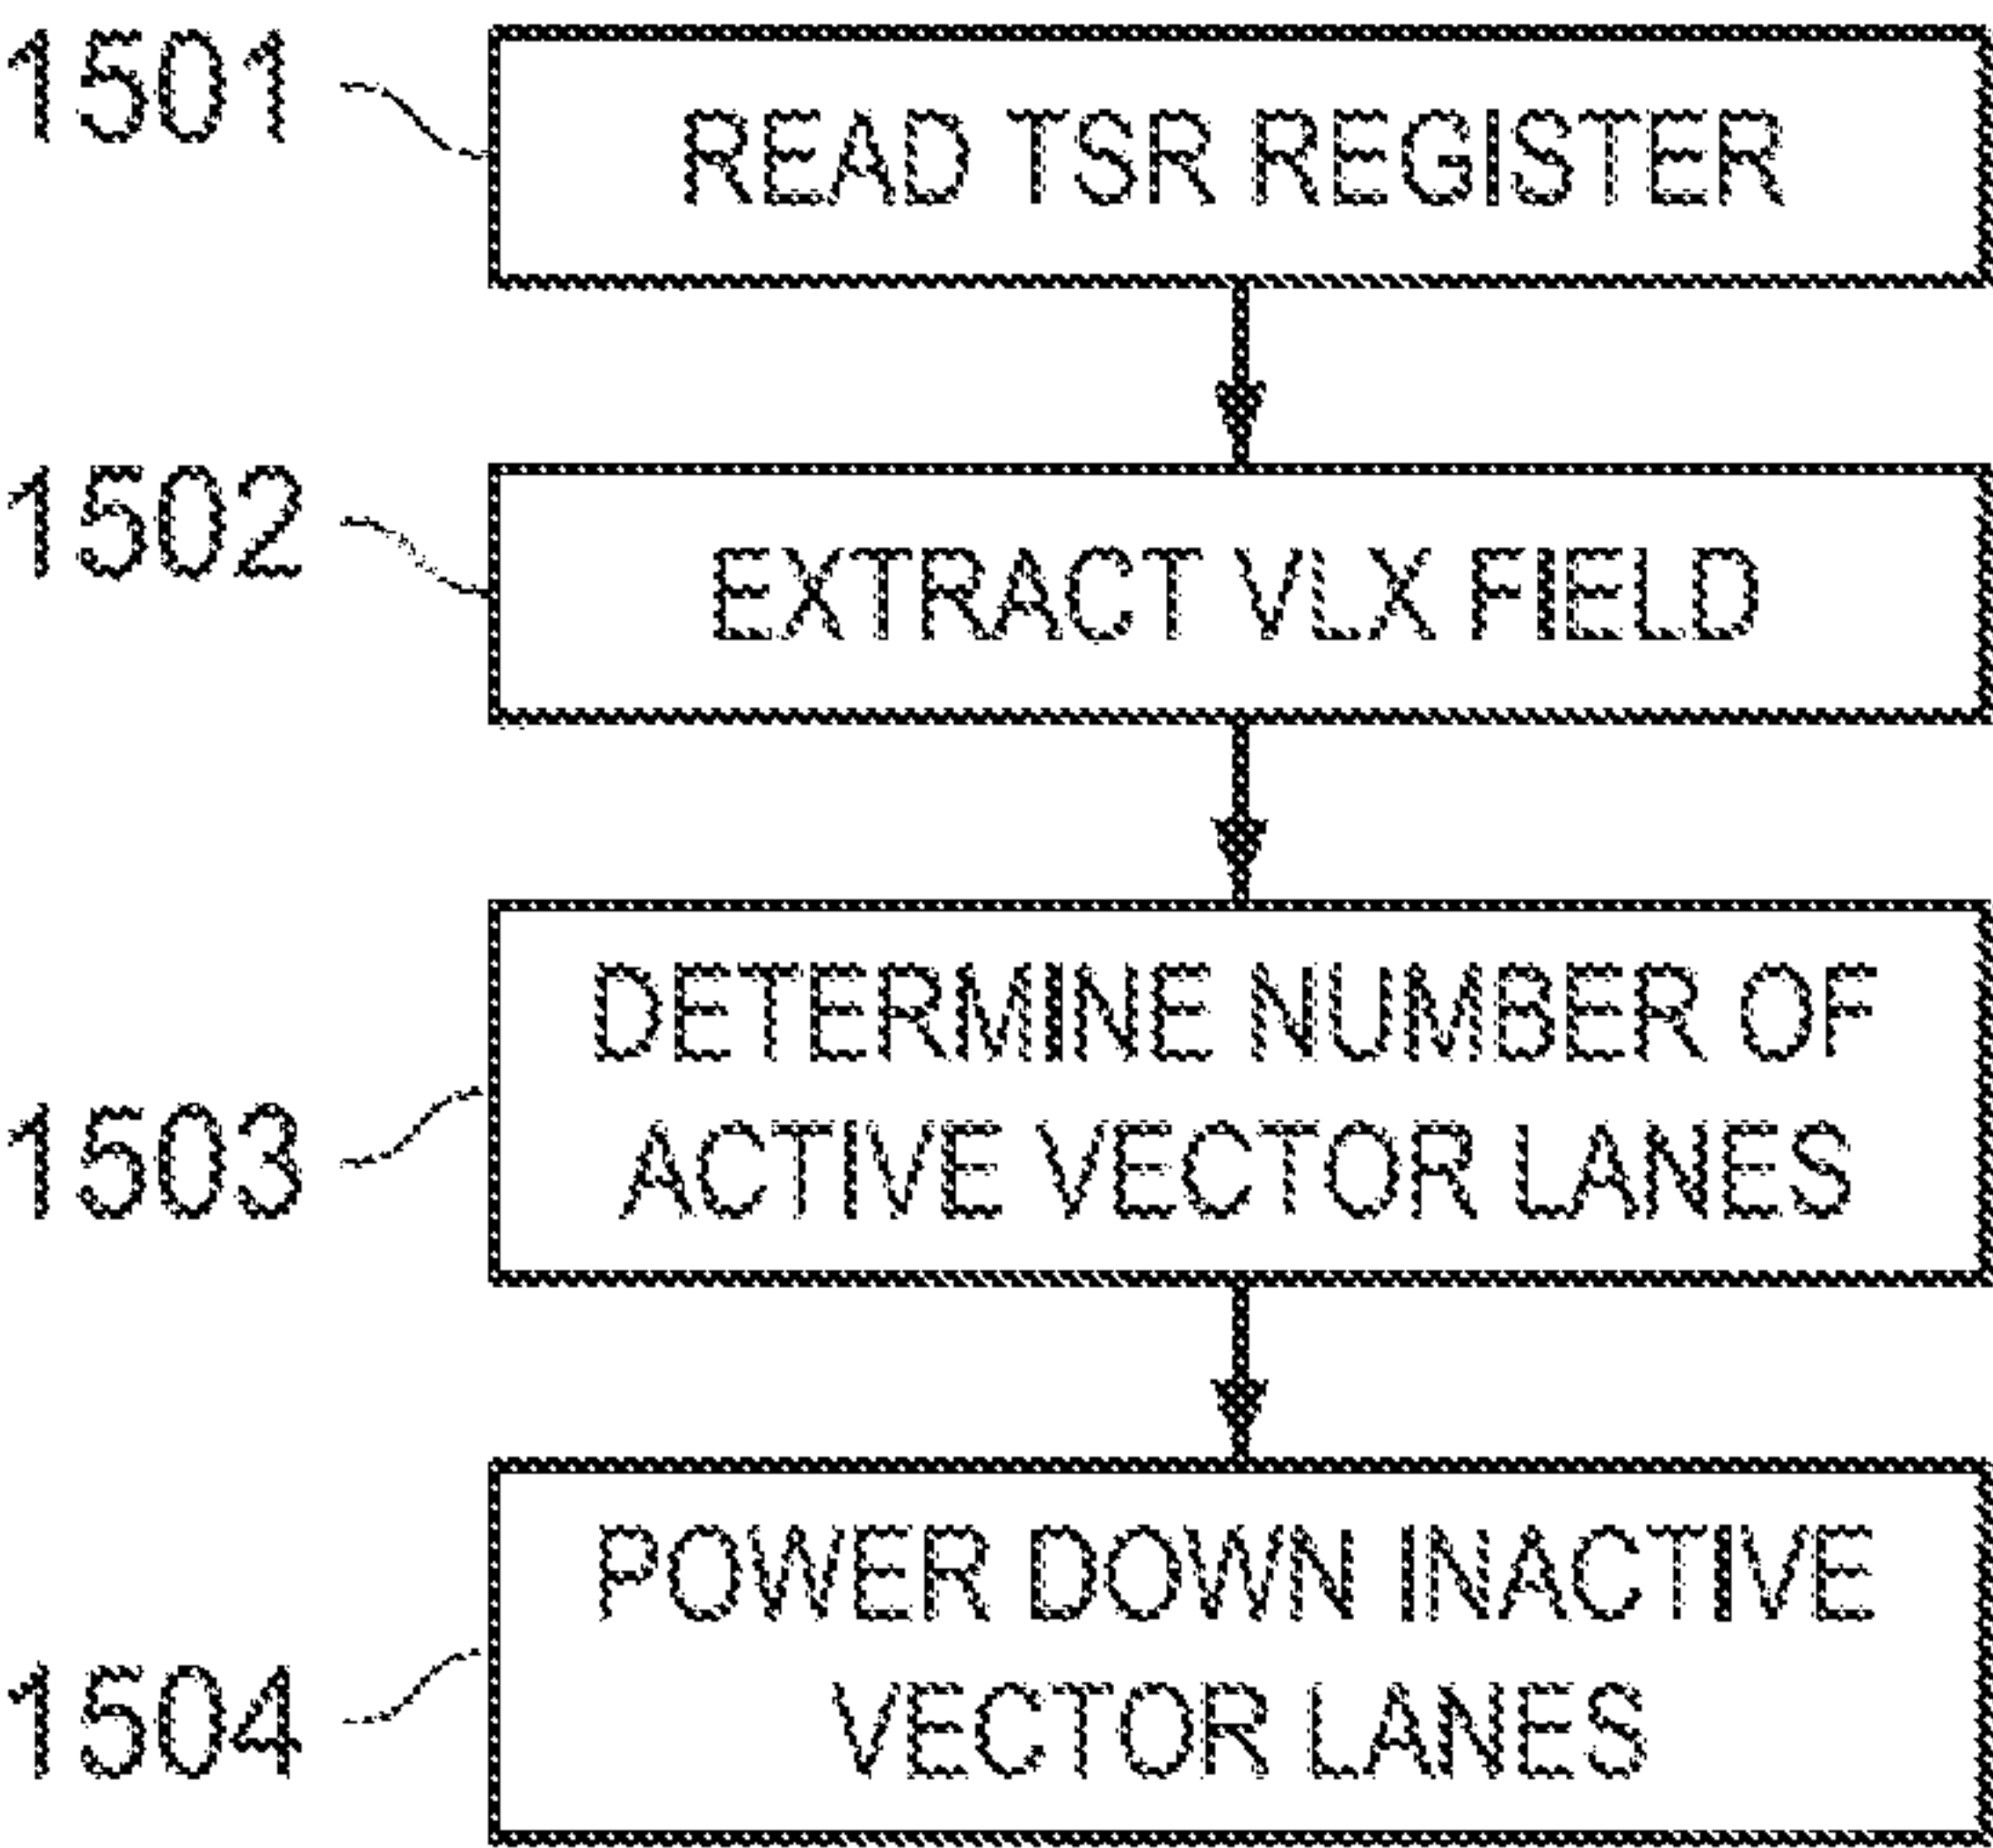 1501
READ TSR REGISTER
1502
EXTRACT VLX FIELD
1503
DETERMINE NUMBER OF
ACTIVE VECTOR LANES
1504
POWER DOWN INACTIVE
VECTOR LANES